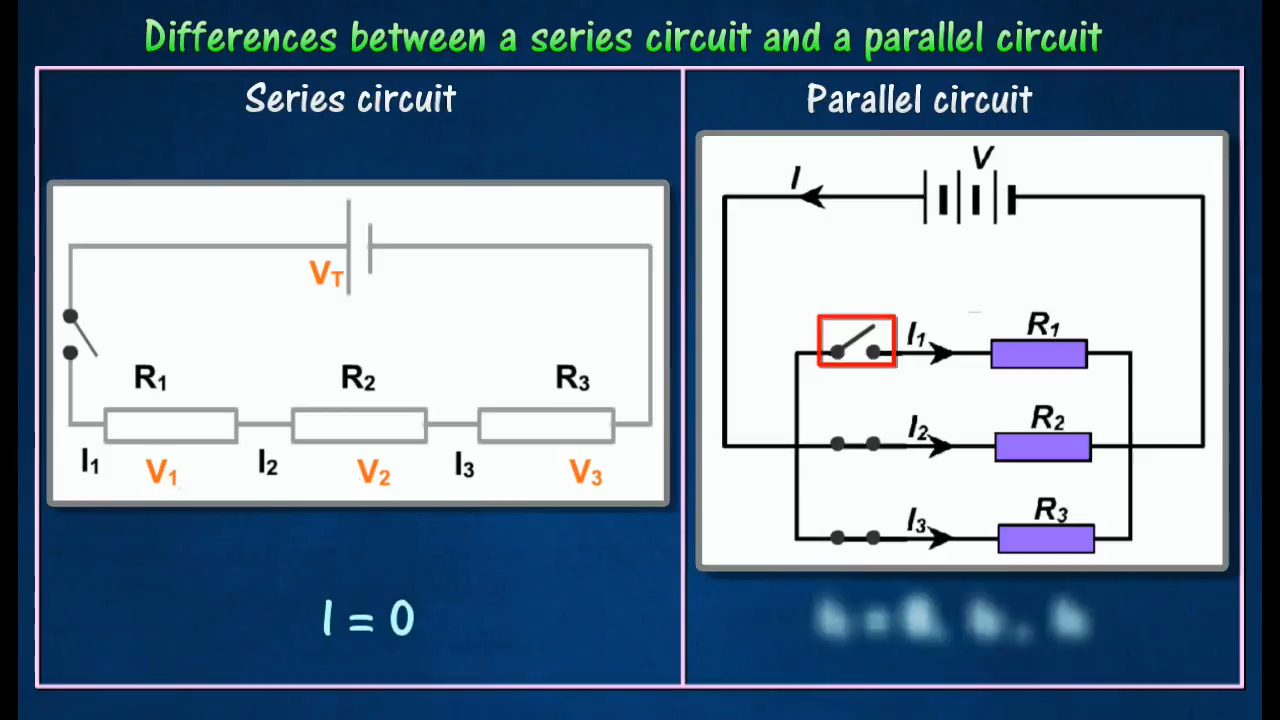 Differences between a series circuit and a parallel circuit
Series circuit
VT
R1 R2 R3
I1 V1 I2 V2 I3 V3
I = 0
Parallel circuit
V
I
I1 R1
I2 R2
I3 R3